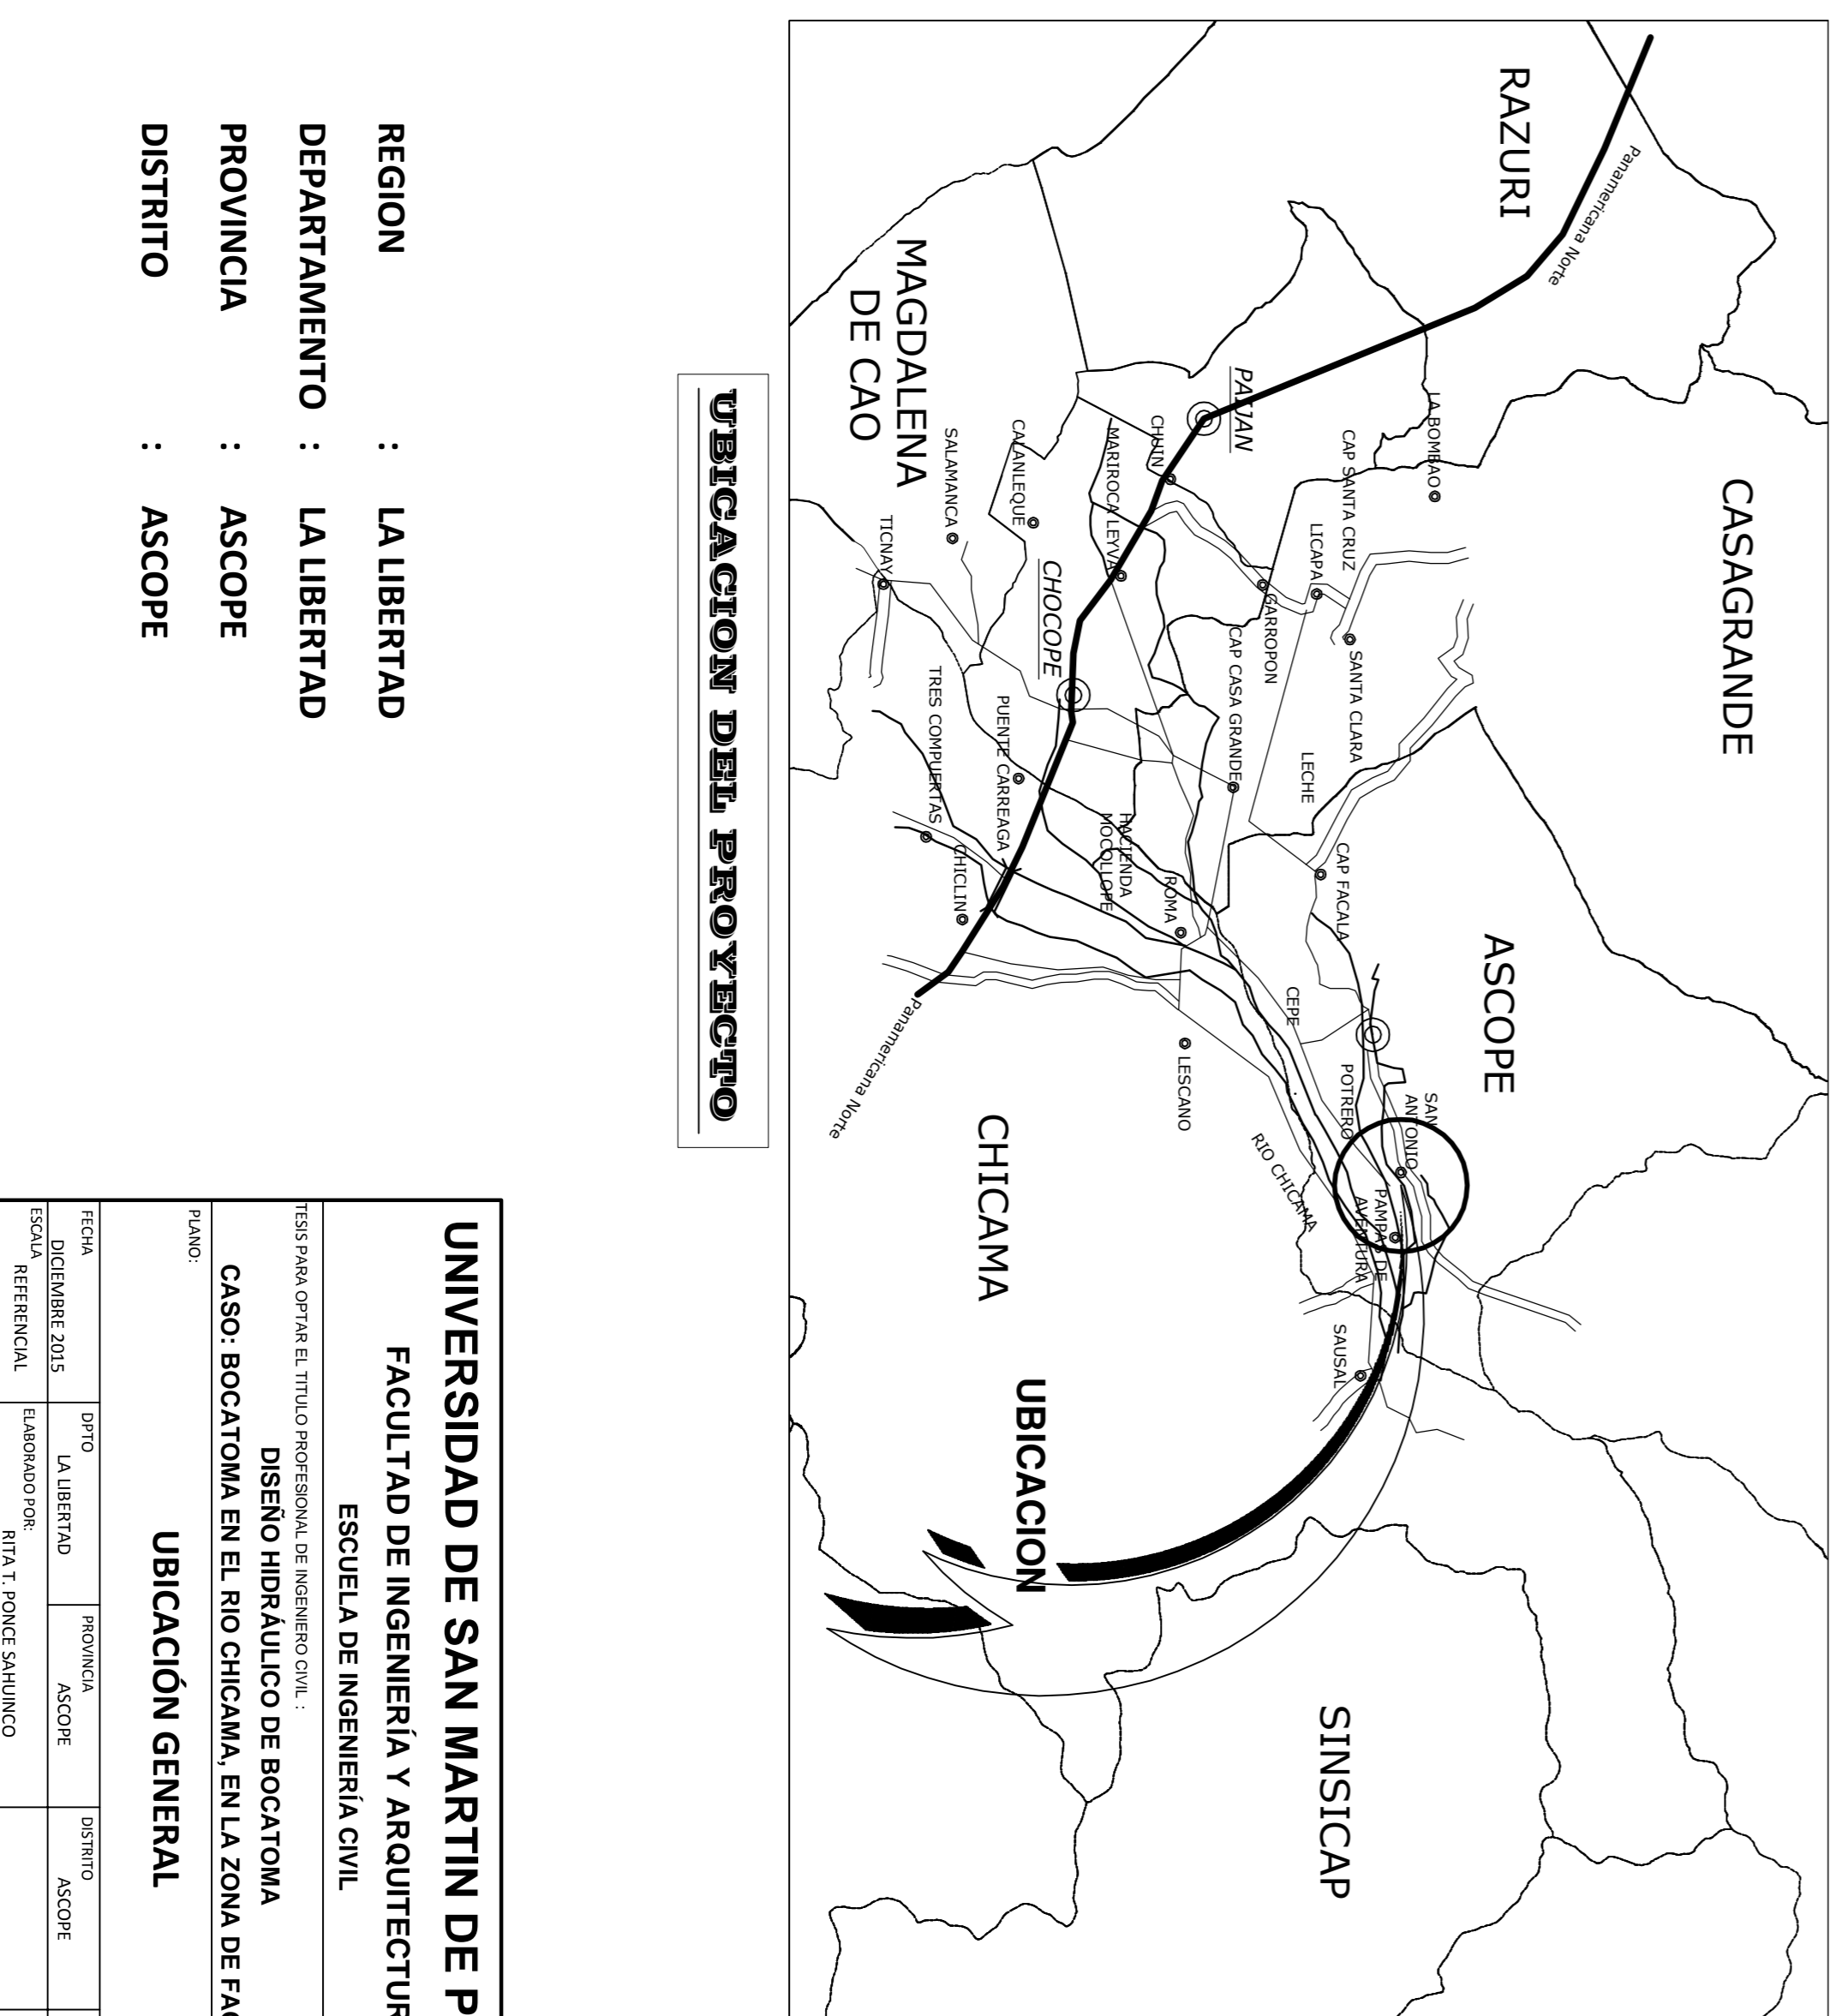 RAZURI
Panamericana Norte
CASAGRANDE
MAGDALENA
DE CAO
PAIJAN
LA BOMBAO
CAP SANTA CRUZ
LICAPA
CHUIN
MARIROCA LEYVA
CALANLEQUE
SALAMANCA
TICNAY
CHOCOPE
GARROPON
SANTA CLARA
CAP CASA GRANDE
LECHE
TRES COMPUERTAS
PUENTE CARREAGA
HACIENDA
MOCOLLOPE
ROMA
CHICLIN
CAP FACALA
ASCOPE
CEPE
LESCANO
Panamericana Norte
POTRERO
SAN
ANTONIO
RIO CHICAMA
PAMPAS DE
AVENTURA
SAUSAL
CHICAMA
UBICACION
SINSICAP
UBICACION DEL PROYECTO
REGION : LA LIBERTAD
DEPARTAMENTO : LA LIBERTAD
PROVINCIA : ASCOPE
DISTRITO : ASCOPE
UNIVERSIDAD DE SAN MARTIN DE P
FACULTAD DE INGENIERÍA Y ARQUITECTUR
ESCUELA DE INGENIERÍA CIVIL
TESIS PARA OPTAR EL TITULO PROFESIONAL DE INGENIERO CIVIL :
DISEÑO HIDRÁULICO DE BOCATOMA
CASO: BOCATOMA EN EL RIO CHICAMA, EN LA ZONA DE FAC
PLANO:
UBICACIÓN GENERAL
FECHA DPTO PROVINCIA DISTRITO
DICIEMBRE 2015 LA LIBERTAD ASCOPE ASCOPE
ESCALA ELABORADO POR:
REFERENCIAL RITA T. PONCE SAHUINCO